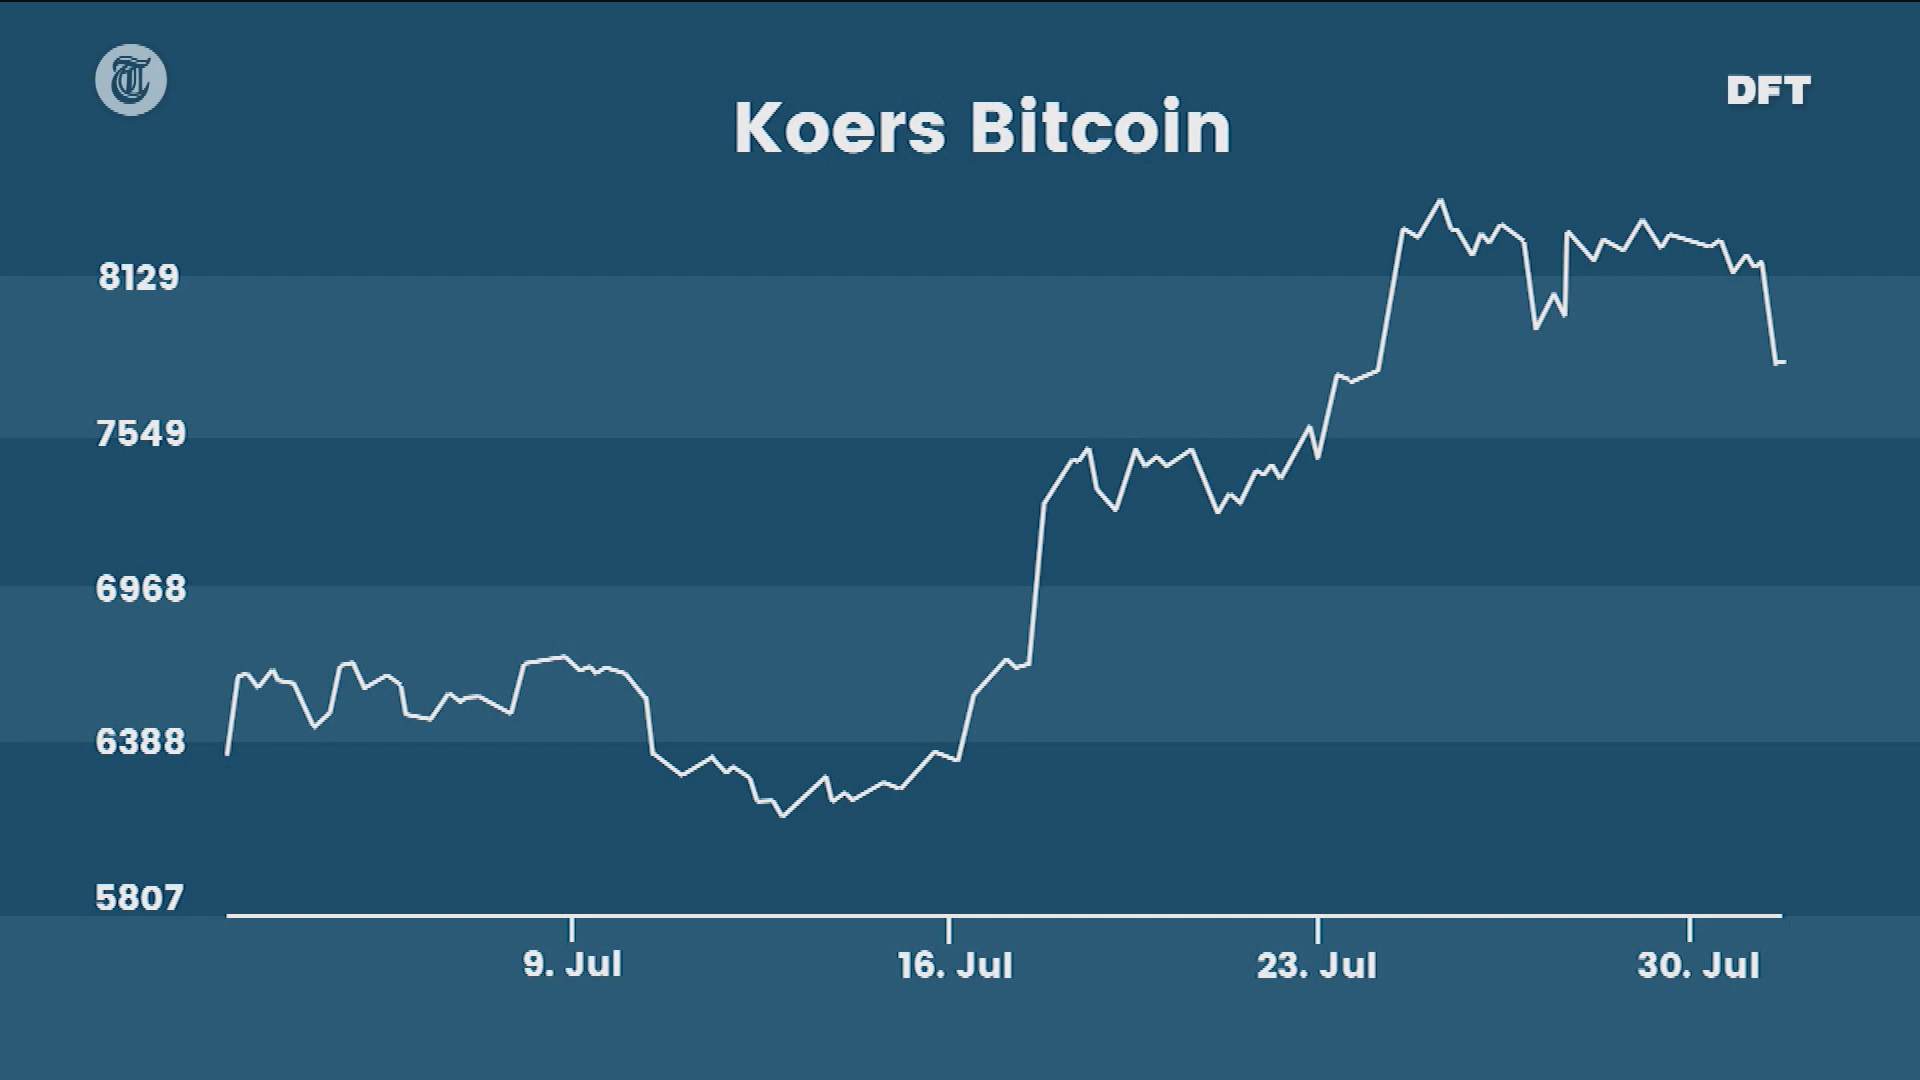 T
DFT
Koers Bitcoin
8129
7549
6968
6388
5807
9. Jul
16. Jul
23. Jul
30. Jul